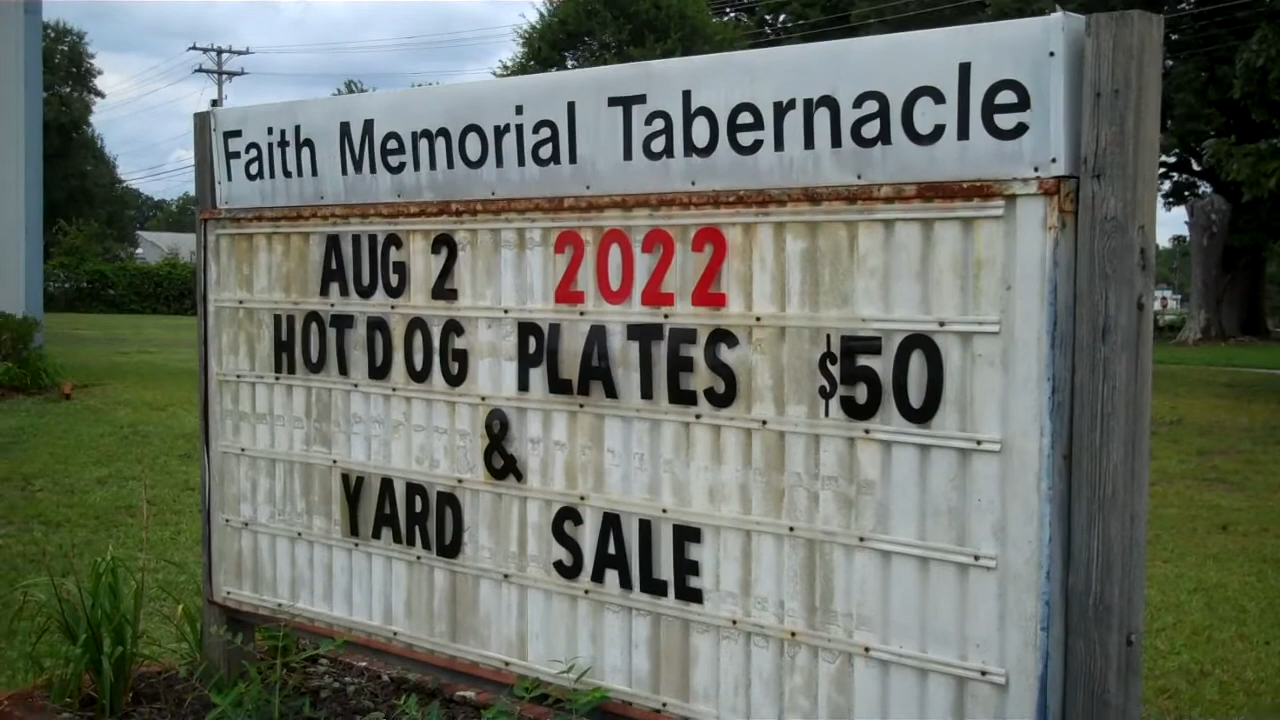 Faith Memorial Tabernacle
AUG 2 2022
HOT DOG PLATES $50
&
YARD SALE